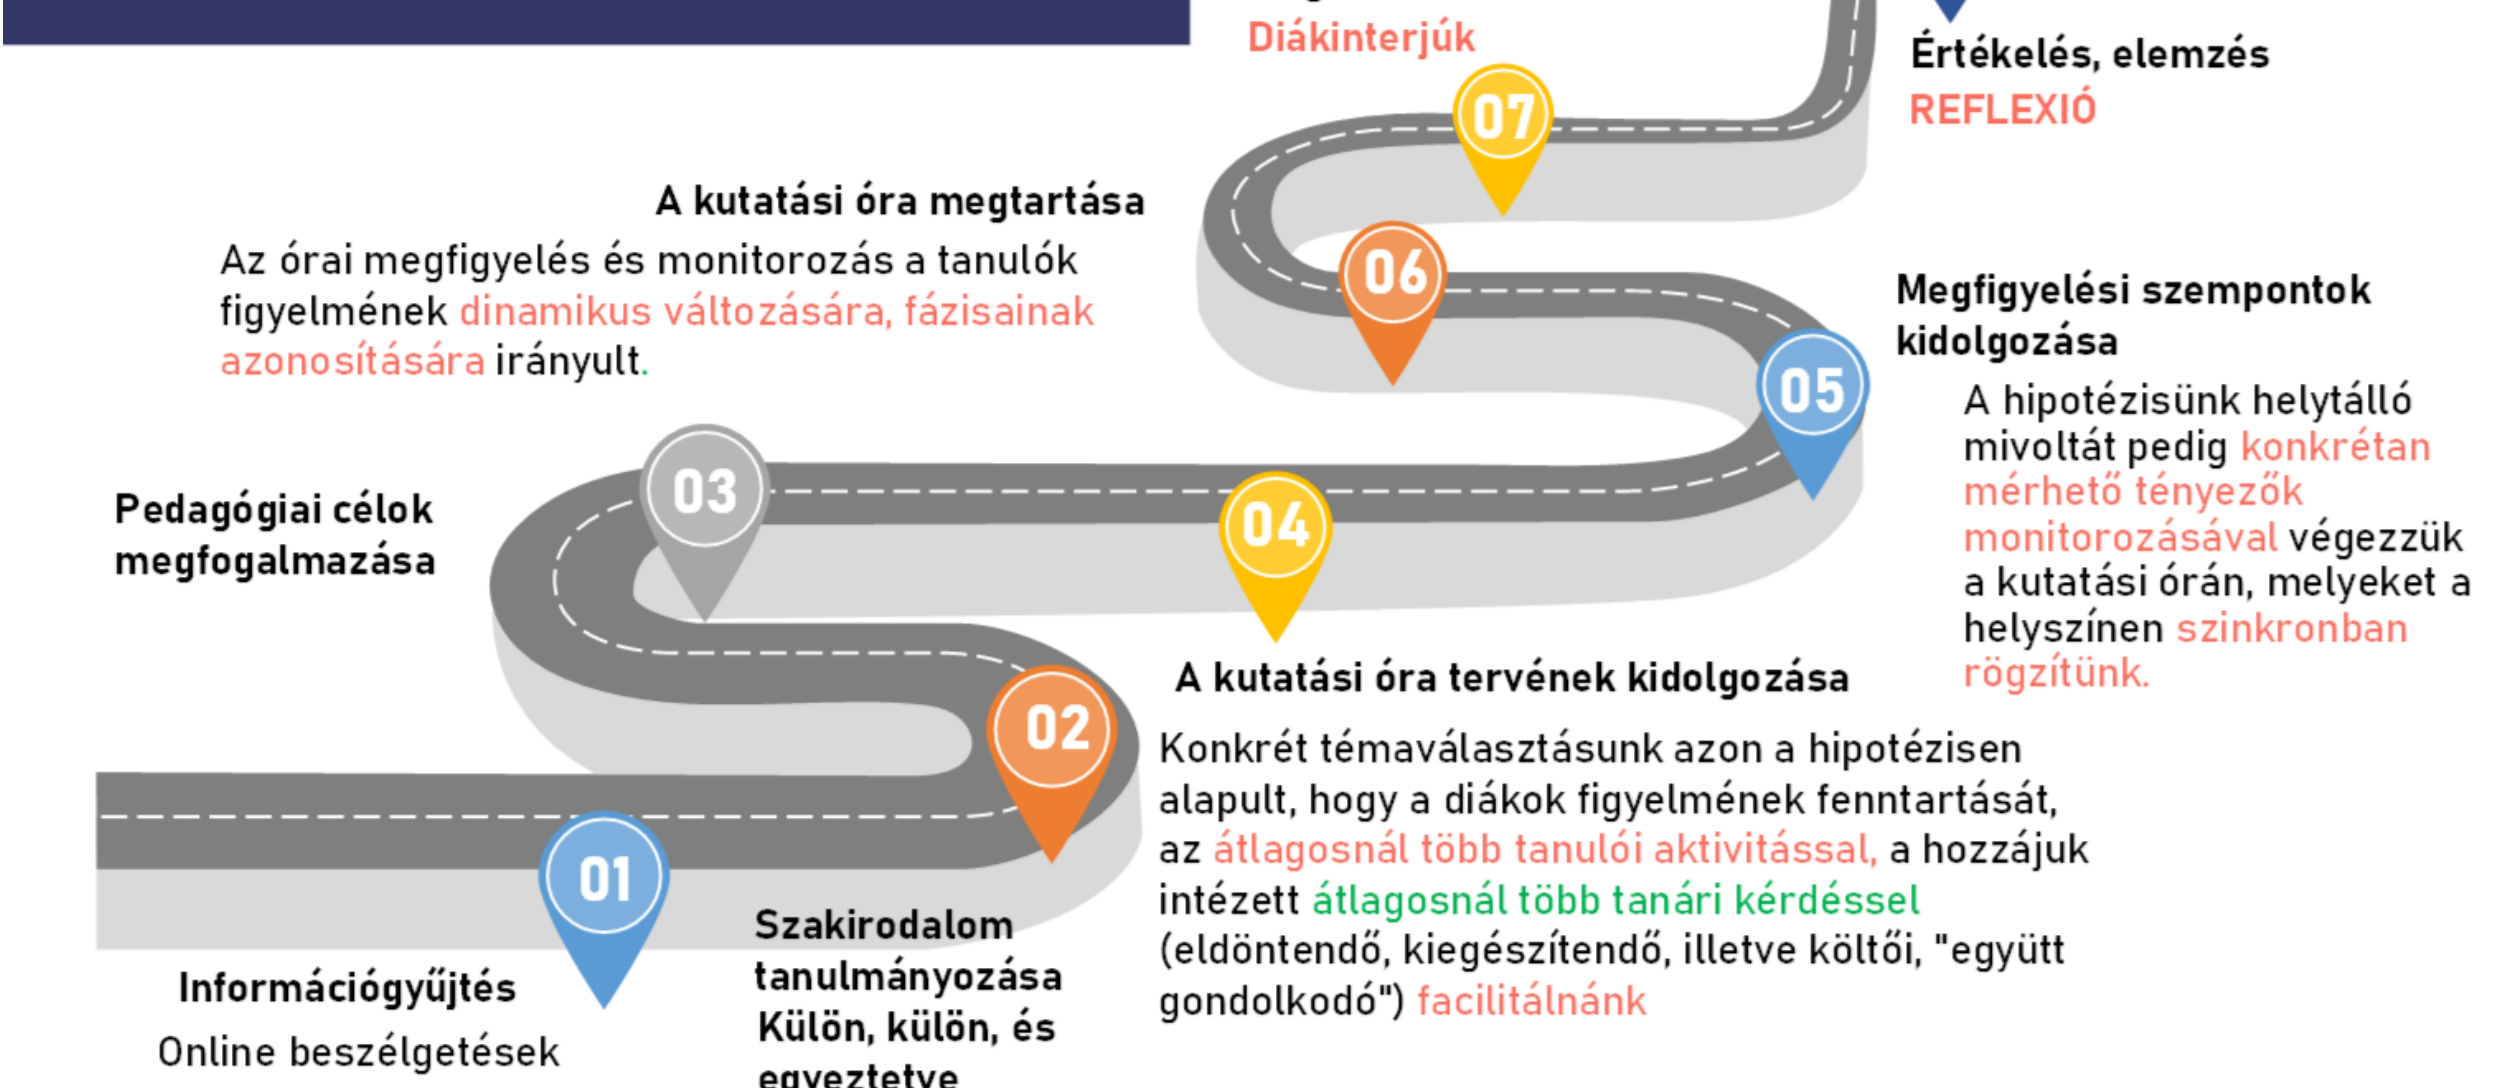 Diákinterjúk
07
Értékelés, elemzés
REFLEXIÓ
A kutatási óra megtartása
Az órai megfigyelés és monitorozás a tanulók
figyelmének dinamikus változására, fázisainak
azonosítására irányult.
06
Megfigyelési szempontok
kidolgozása
05
A hipotézisünk helytálló
mivoltát pedig konkrétan
mérhető tényezők
monitorozásával végezzük
a kutatási órán, melyeket a
helyszínen szinkronban
rögzítünk.
03
Pedagógiai célok
megfogalmazása
04
A kutatási óra tervének kidolgozása
Konkrét témaválasztásunk azon a hipotézisen
alapult, hogy a diákok figyelmének fenntartását,
az átlagosnál több tanulói aktivitással, a hozzájuk
intézett átlagosnál több tanári kérdéssel
(eldöntendő, kiegészítendő, illetve költői, "együtt
gondolkodó") facilitálnánk
02
01
Szakirodalom
tanulmányozása
Külön, külön, és
egyeztetve
Információgyűjtés
Online beszélgetések